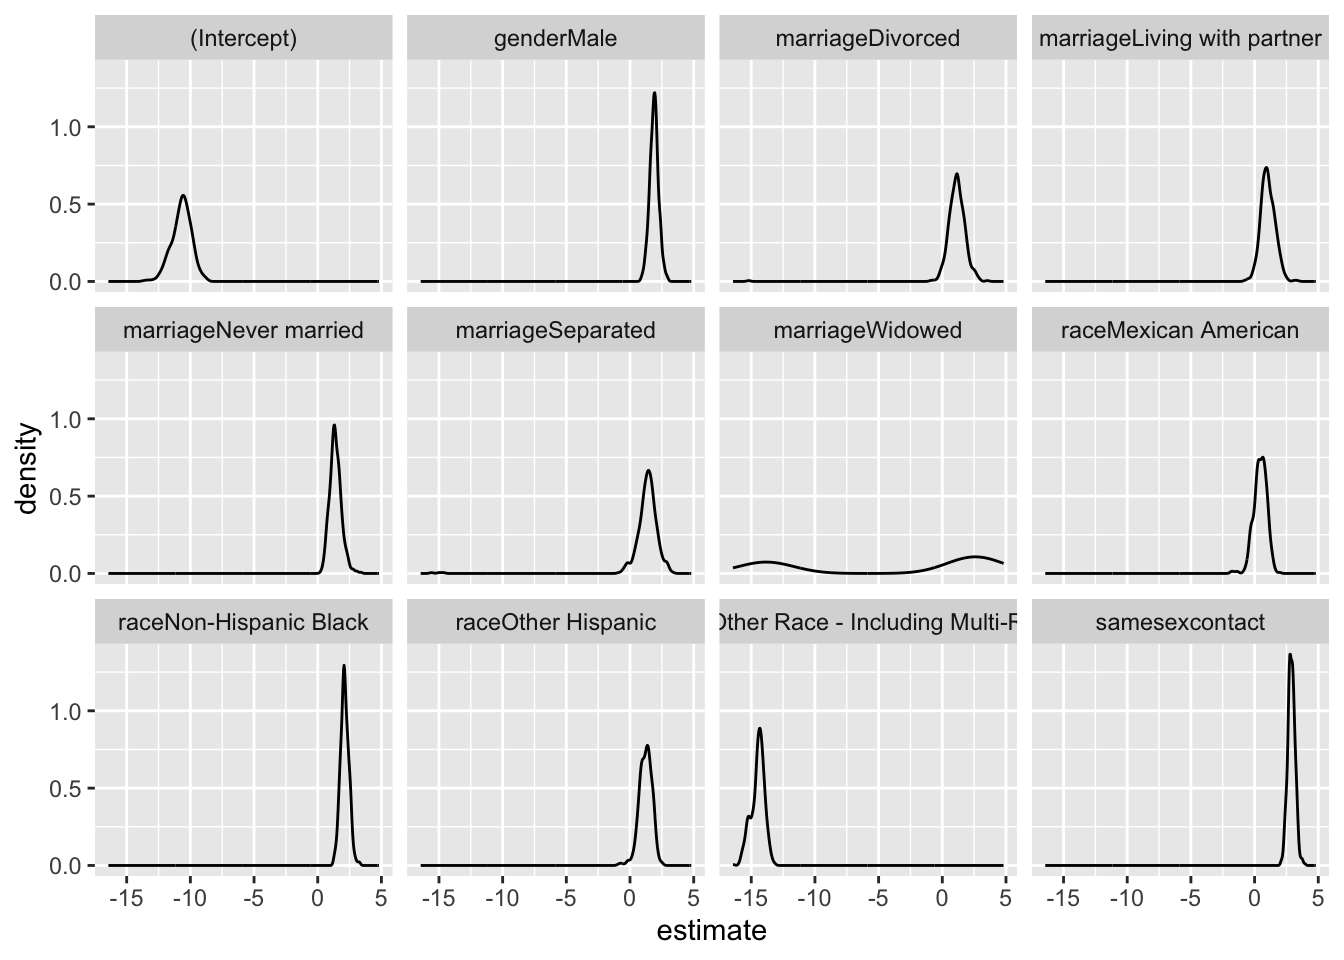 (Intercept)
genderMale
marriageDivorced
marriageLiving with partner
1.0
0.5
0.0
marriageNever married
marriageSeparated
marriageWidowed
raceMexican American
density
1.0
0.5
0.0
raceNon-Hispanic Black
raceOther Hispanic
Other Race - Including Multi-R
samesexcontact
1.0
0.5
0.0
-15 -10 -5 0 5
-15 -10 -5 0 5
-15 -10 -5 0 5
-15 -10 -5 0 5
estimate